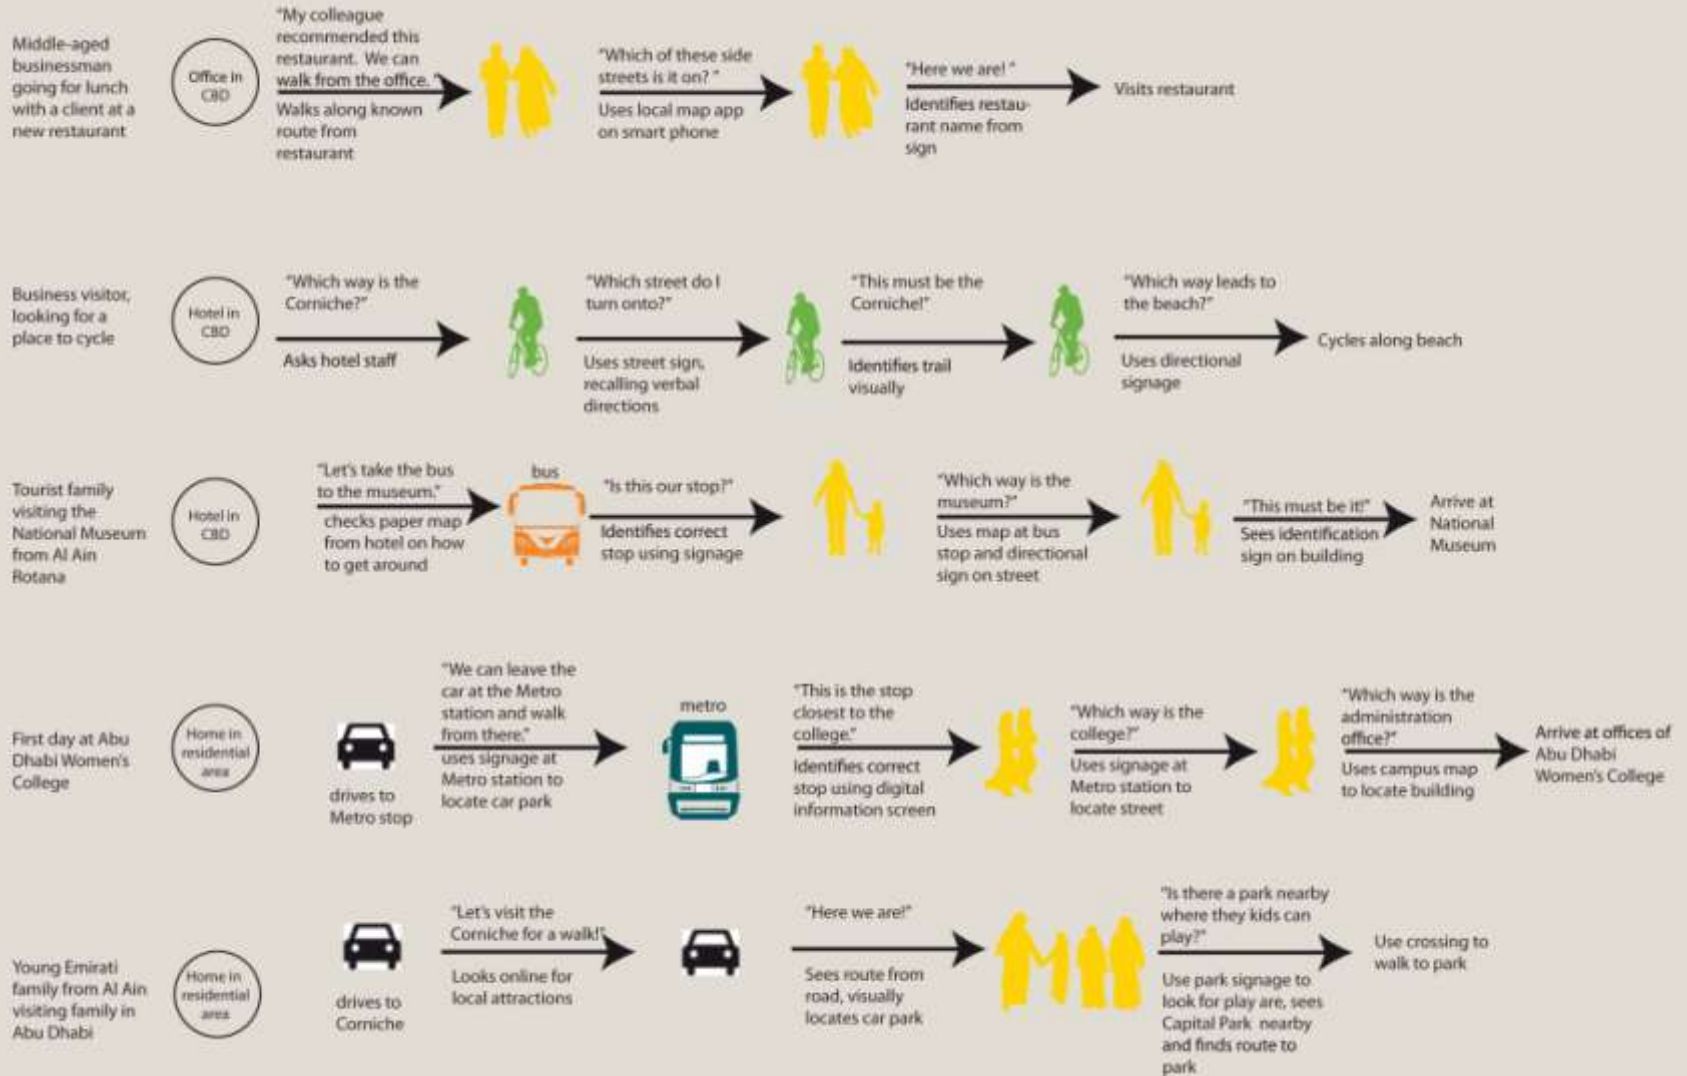 Middle-aged
businessman
going for lunch
with a client at a
new restaurant
Office in
CBD
"My colleague
recommended this
restaurant. We can
walk from the office."
Walks along known
route from
restaurant
"Which of these side
streets is it on? "
Uses local map app
on smart phone
"Here we are! "
Identifies restau-
rant name from
sign
Visits restaurant
Business visitor,
looking for a
place to cycle
Hotel in
CBD
"Which way is the
Corniche?"
Asks hotel staff
"Which street do I
turn onto?"
Uses street sign,
recalling verbal
directions
"This must be the
Corniche!"
Identifies trail
visually
"Which way leads to
the beach?"
Uses directional
signage
Cycles along beach
Tourist family
visiting the
National Museum
from Al Ain
Rotana
Hotel in
CBD
"Let's take the bus
to the museum."
checks paper map
from hotel on how
to get around
bus
"Is this our stop?"
Identifies correct
stop using signage
"Which way is the
museum?"
Uses map at bus
stop and directional
sign on street
"This must be it!"
Sees identification
sign on building
Arrive at
National
Museum
First day at Abu
Dhabi Women's
College
Home in
residential
area
drives to
Metro stop
"We can leave the
car at the Metro
station and walk
from there."
uses signage at
Metro station to
locate car park
metro
"This is the stop
closest to the
college."
Identifies correct
stop using digital
information screen
"Which way is the
college?"
Uses signage at
Metro station to
locate street
"Which way is the
administration
office?"
Uses campus map
to locate building
Arrive at offices of
Abu Dhabi
Women's College
Young Emirati
family from Al Ain
visiting family in
Abu Dhabi
Home in
residential
area
drives to
Corniche
"Let's visit the
Corniche for a walk!"
Looks online for
local attractions
"Here we are!"
Sees route from
road, visually
locates car park
"Is there a park nearby
where they kids can
play?"
Use park signage to
look for play are, sees
Capital Park nearby
and finds route to
park
Use crossing to
walk to park